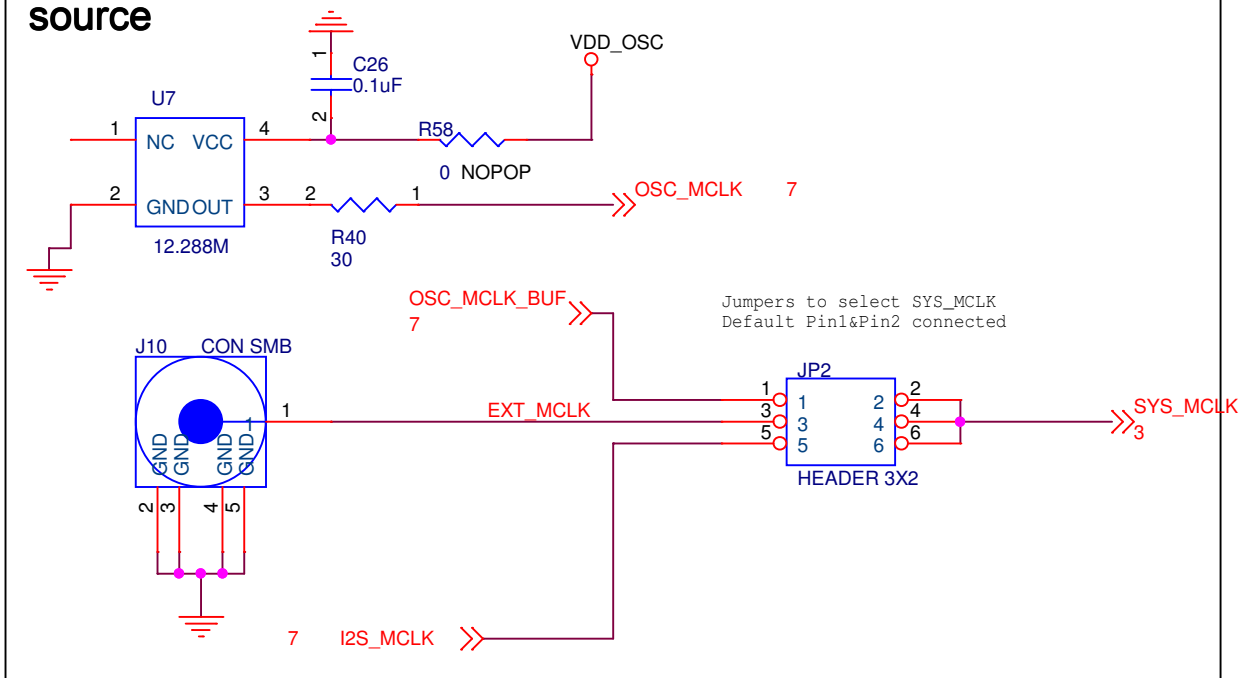 source
1
C26
0.1uF
2
VDD_OSC
U7
1
NC VCC
4
R58
0 NOPOP
2
GND OUT
3
2
1
OSC_MCLK 7
12.288M
R40
30
OSC_MCLK_BUF
7
Jumpers to select SYS_MCLK
Default Pin1&Pin2 connected
J10 CON SMB
1
EXT_MCLK
GND
GND
GND
GND_1
2
3
4
5
JP2
1 1 2 2
3 3 4 4
5 5 6 6
HEADER 3X2
SYS_MCLK
3
7 I2S_MCLK